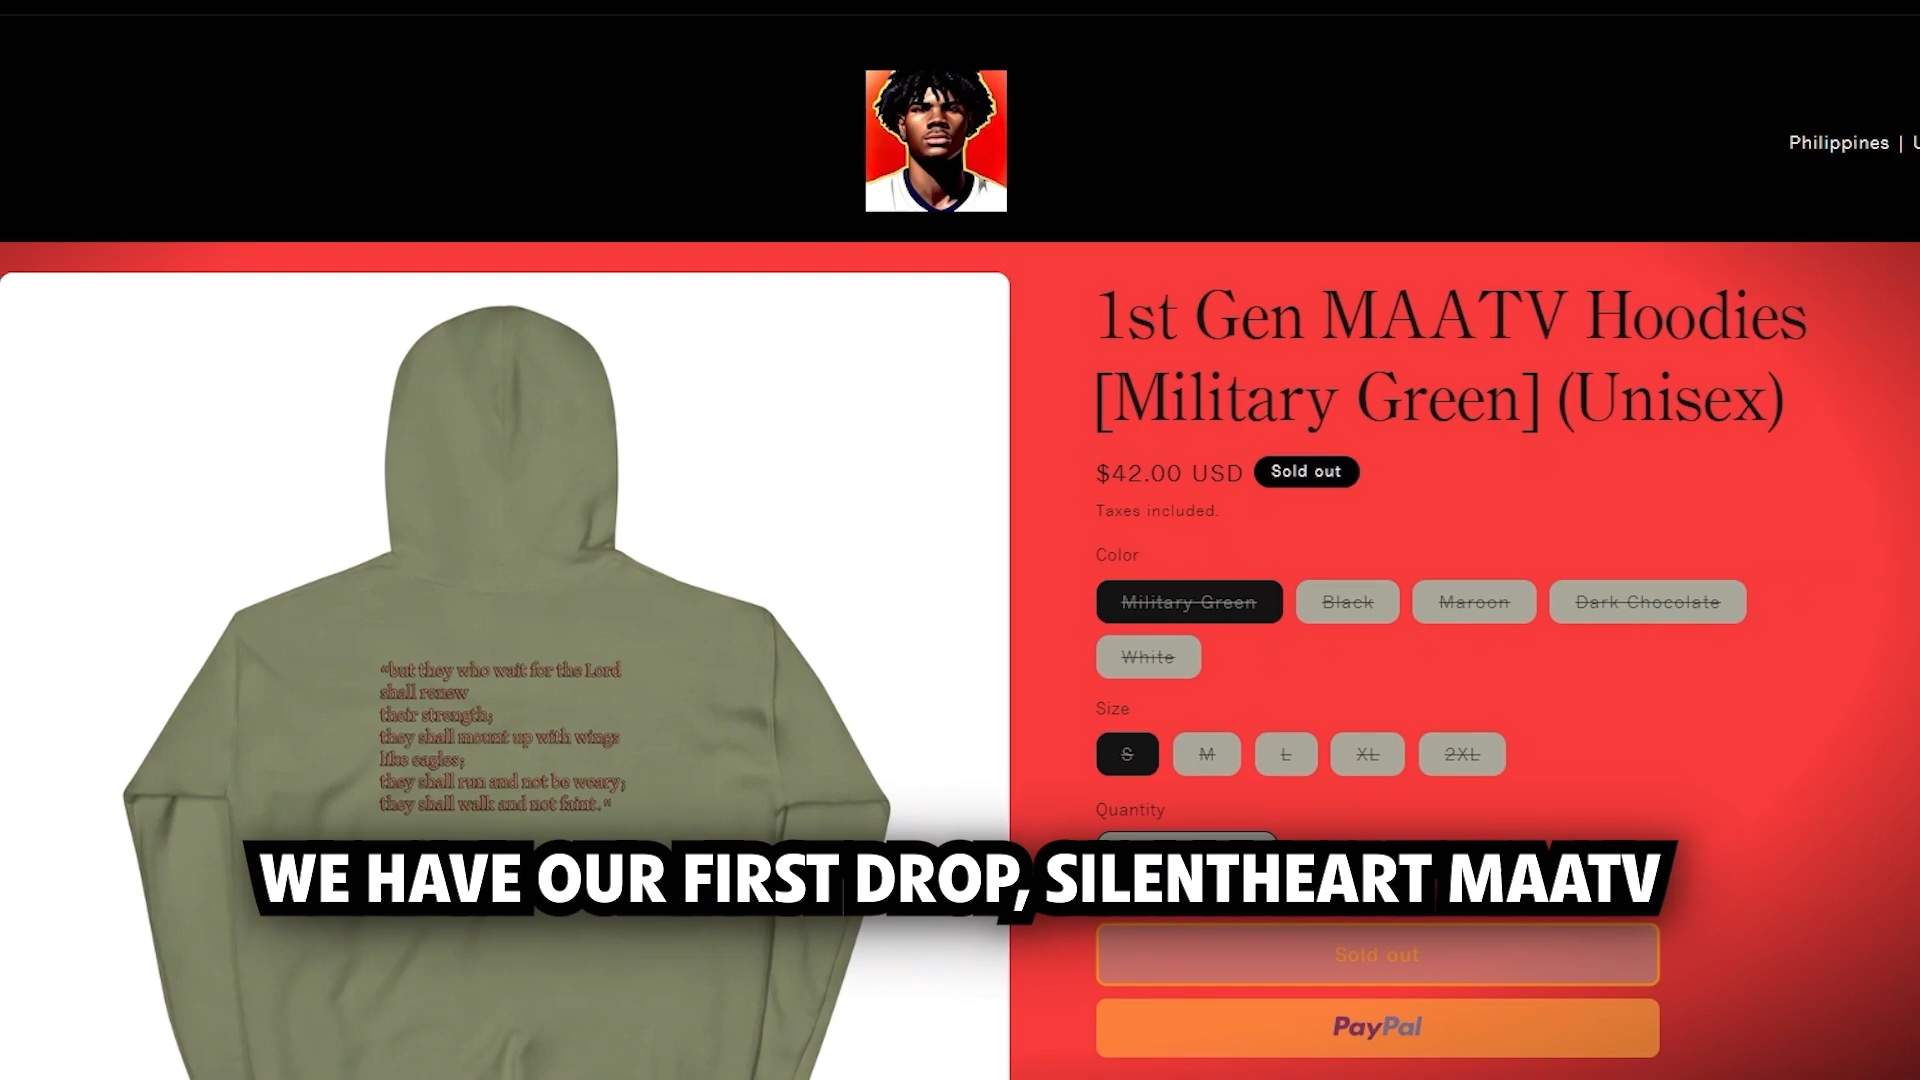 Philippines | U
1st Gen MAATV Hoodies
[Military Green] (Unisex)
$42.00 USD Sold out
Taxes included.
Color
Military Green Black Maroon Dark Chocolate
White
Size
S M L XL 2XL
Quantity
“but they who wait for the Lord
shall renew
their strength;
they shall mount up with wings
like eagles;
they shall run and not be weary;
they shall walk and not faint. "
WE HAVE OUR FIRST DROP, SILENTHEART MAATV
Sold out
PayPal